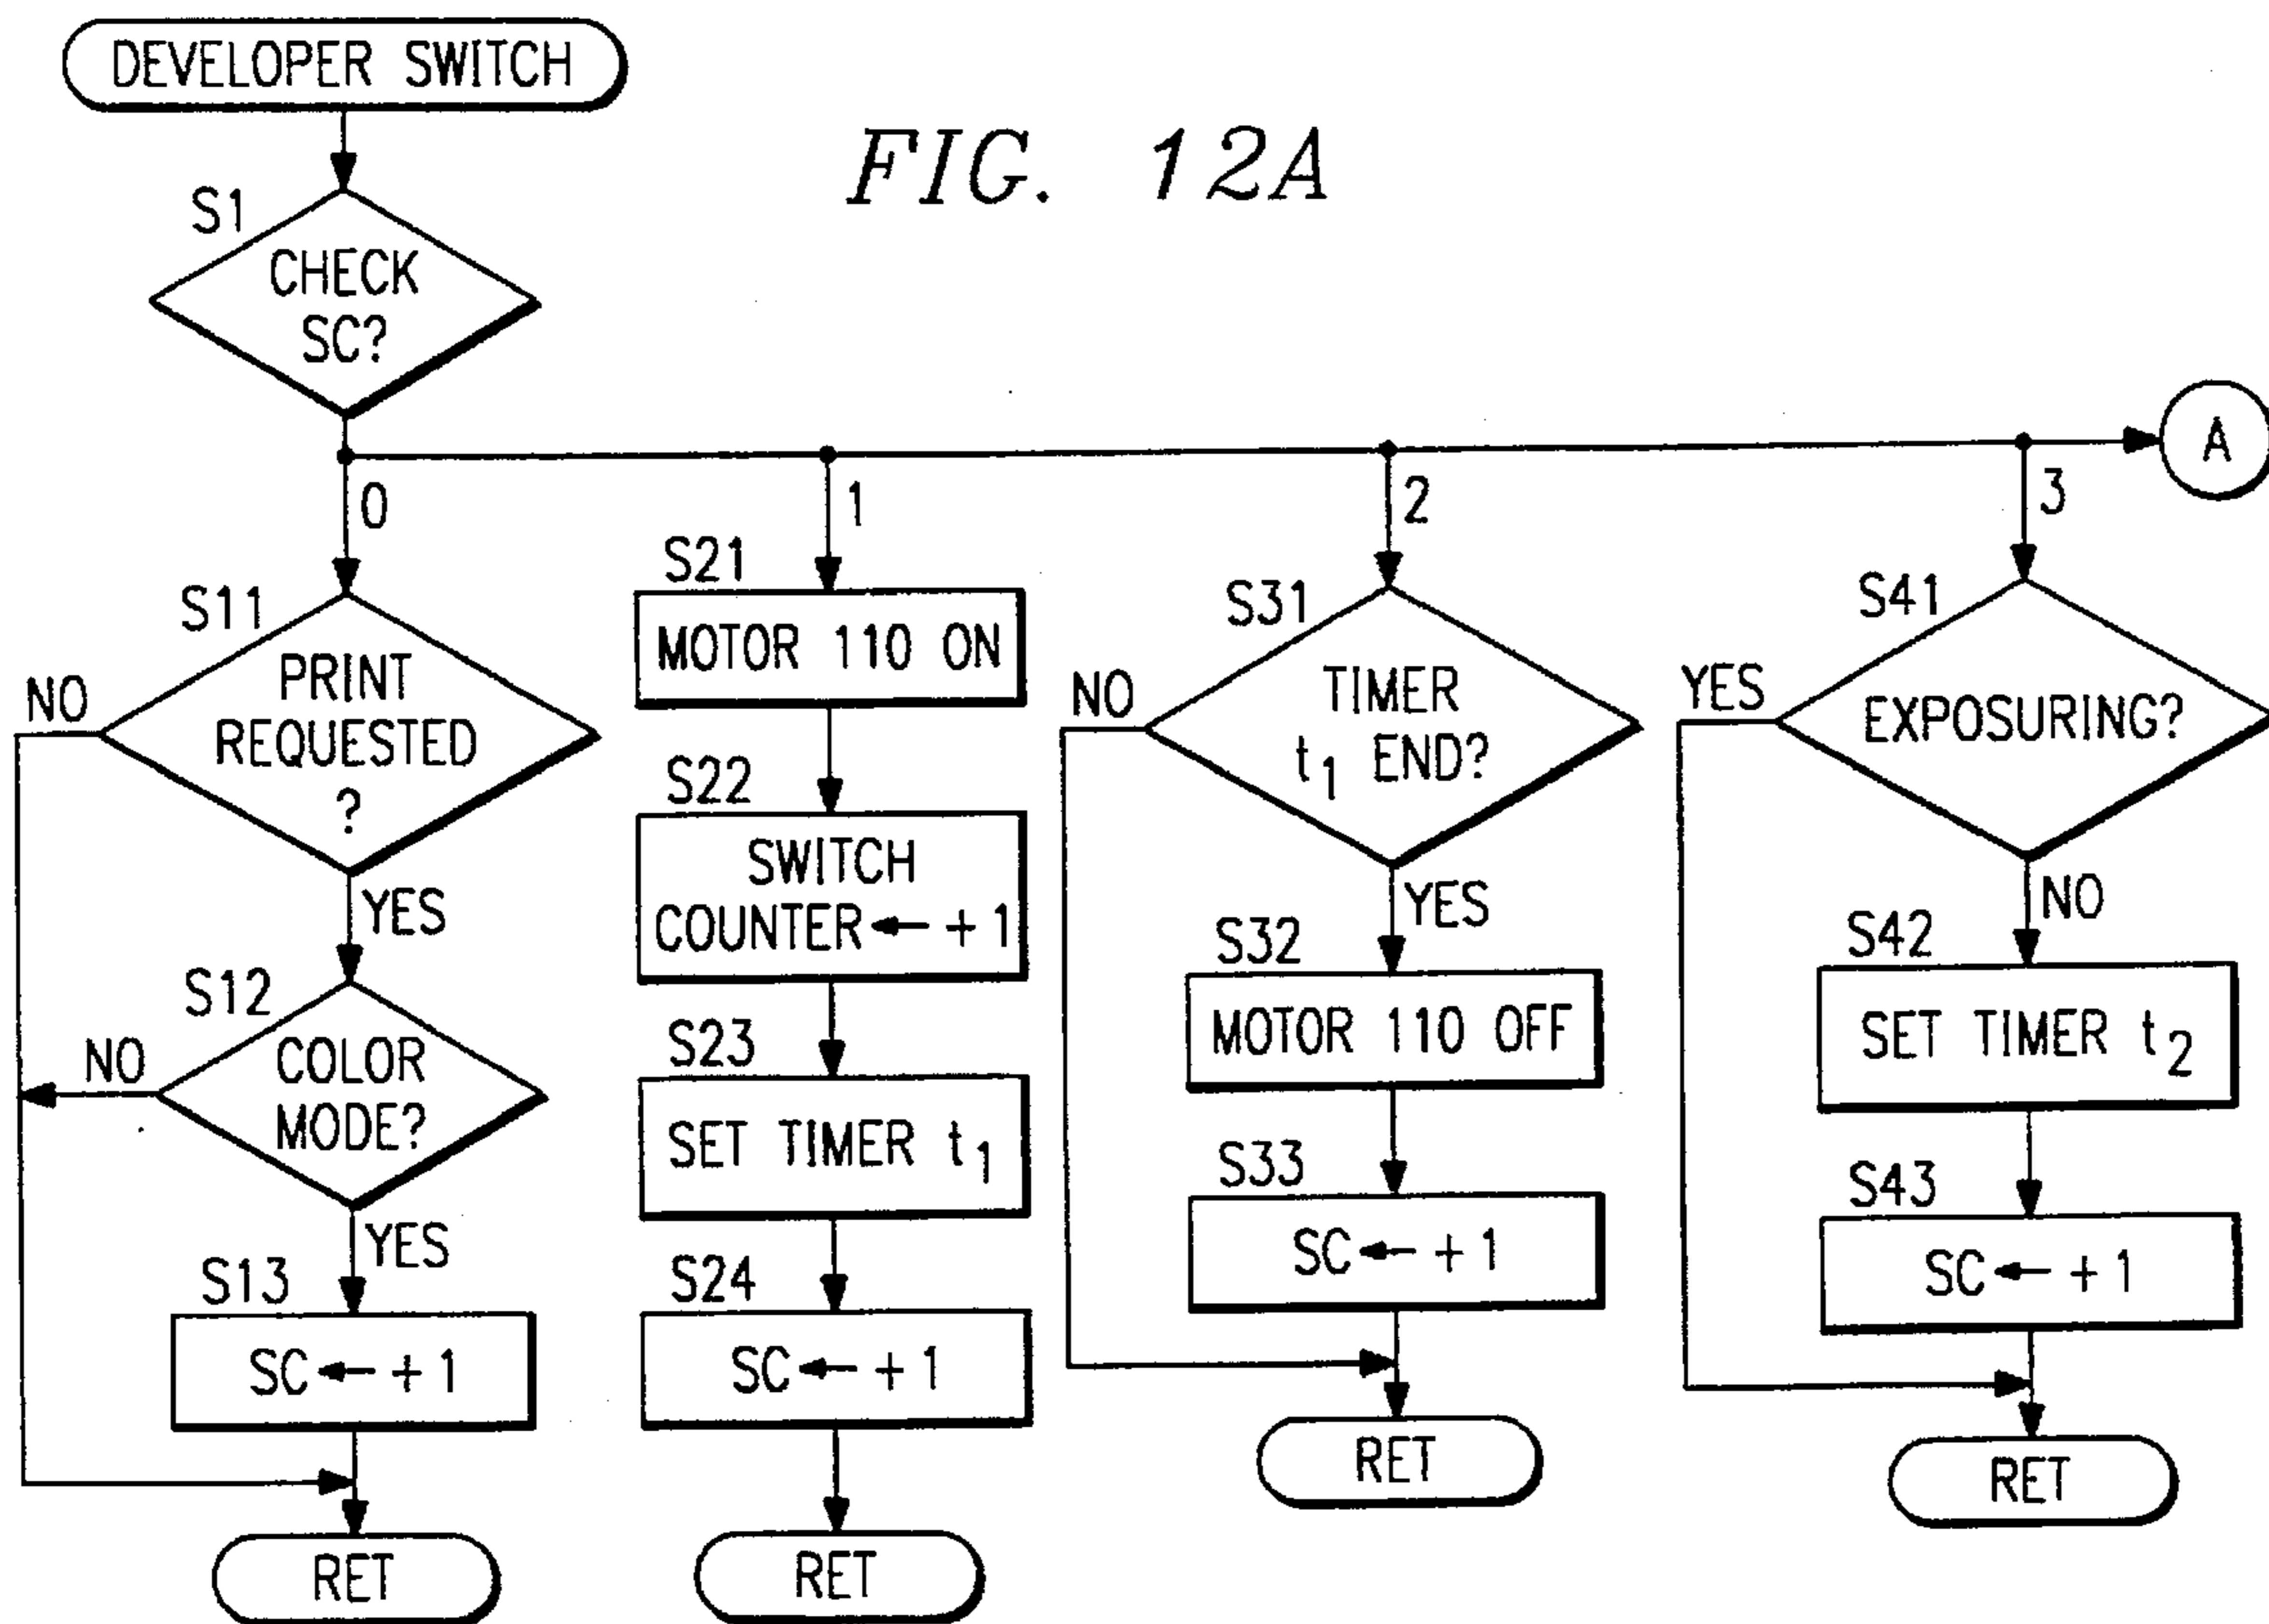 DEVELOPER SWITCH
FIG. 12A
S1
CHECK
SC?
A
0
1
2
3
S11
PRINT
REQUESTED
?
NO
YES
S12
COLOR
MODE?
NO
YES
S13
SC ← + 1
RET
S21
MOTOR 110 ON
S22
SWITCH
COUNTER ← + 1
S23
SET TIMER t₁
S24
SC ← + 1
RET
S31
TIMER
t₁ END?
NO
YES
S32
MOTOR 110 OFF
S33
SC ← + 1
RET
S41
EXPOSURING?
YES
NO
S42
SET TIMER t₂
S43
SC ← + 1
RET